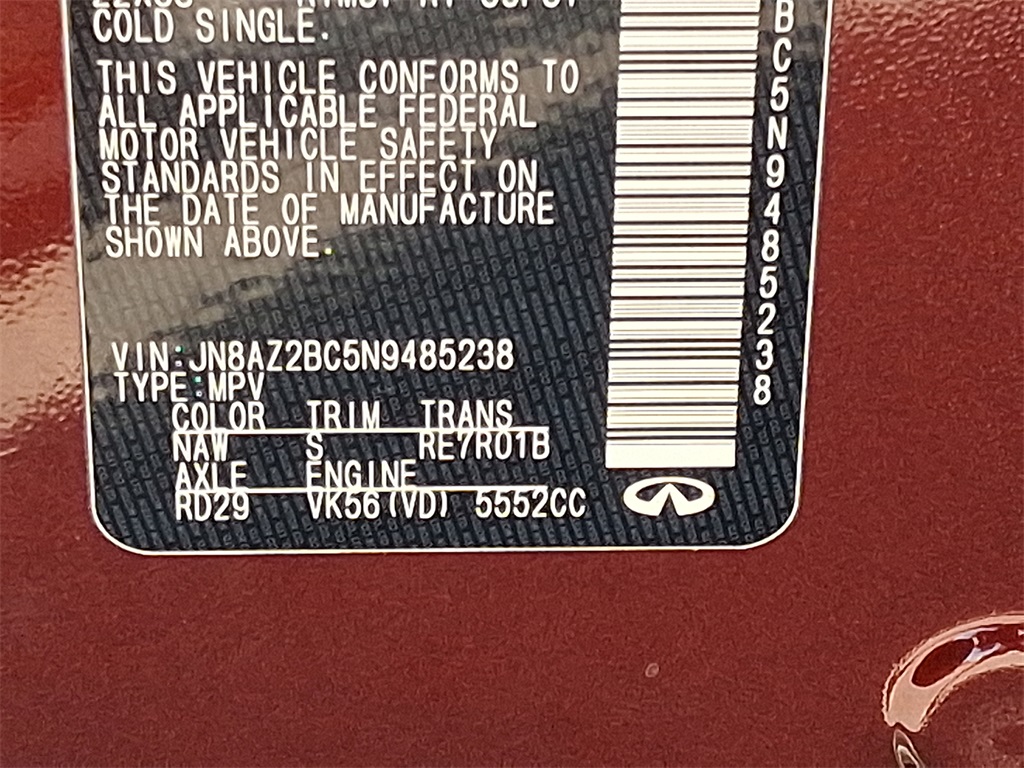 COLD SINGLE.
THIS VEHICLE CONFORMS TO
ALL APPLICABLE FEDERAL
MOTOR VEHICLE SAFETY
STANDARDS IN EFFECT ON
THE DATE OF MANUFACTURE
SHOWN ABOVE.
VIN:JN8AZ2BC5N9485238
TYPE:MPV
COLOR TRIM TRANS
NAW S RE7R01B
AXLE ENGINE
RD29 VK56(VD) 5552CC
BC5N9485238